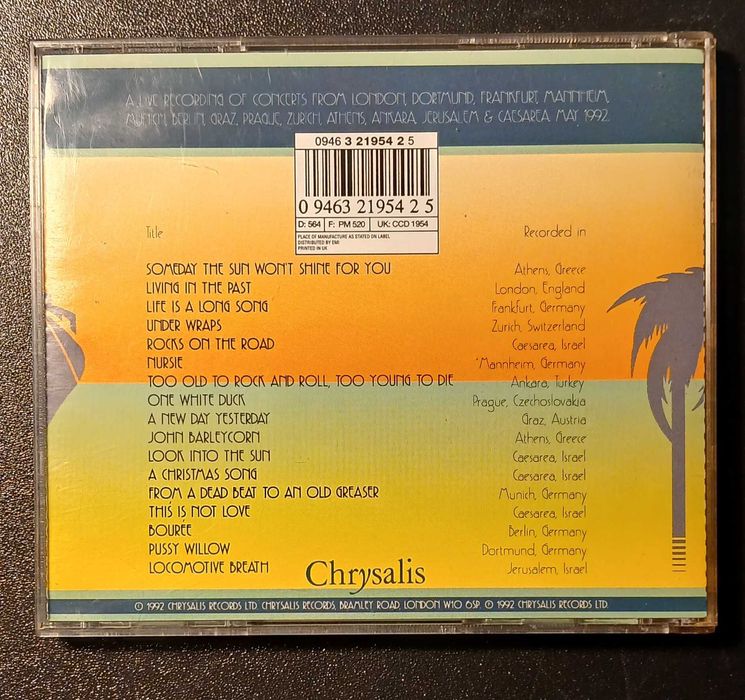 A LIVE RECORDING OF CONCERTS FROM LONDON, DORTMUND, FRANKFURT, MANNHEIM,
MUNICH, BERLIN, GRAZ, PRAGUE, ZURICH, ATHENS, ANKARA, JERUSALEM & CAESAREA MAY 1992.
0946 3 21954 2 5
0 94632 19542 5
D: 564 F: PM 520 UK: CCD 1954
PLACE OF MANUFACTURE AS STATED ON LABEL
DISTRIBUTED BY EMI
PRINTED IN UK
Title Recorded in
SOMEDAY THE SUN WON'T SHINE FOR YOU Athens, Greece
LIVING IN THE PAST London, England
LIFE IS A LONG SONG Frankfurt, Germany
UNDER WRAPS Zurich, Switzerland
ROCKS ON THE ROAD Caesarea, Israel
NURSIE 'Mannheim, Germany
TOO OLD TO ROCK AND ROLL, TOO YOUNG TO DIE Ankara, Turkey
ONE WHITE DUCK Prague, Czechoslovakia
A NEW DAY YESTERDAY Graz, Austria
JOHN BARLEYCORN Athens, Greece
LOOK INTO THE SUN Caesarea, Israel
A CHRISTMAS SONG Caesarea, Israel
FROM A DEAD BEAT TO AN OLD GREASER Munich, Germany
THIS IS NOT LOVE Caesarea, Israel
BOURÉE Berlin, Germany
PUSSY WILLOW Dortmund, Germany
LOCOMOTIVE BREATH Jerusalem, Israel
Chrysalis
℗ 1992 CHRYSALIS RECORDS LTD. CHRYSALIS RECORDS, BRAMLEY ROAD, LONDON W10 6SP. © 1992 CHRYSALIS RECORDS LTD.